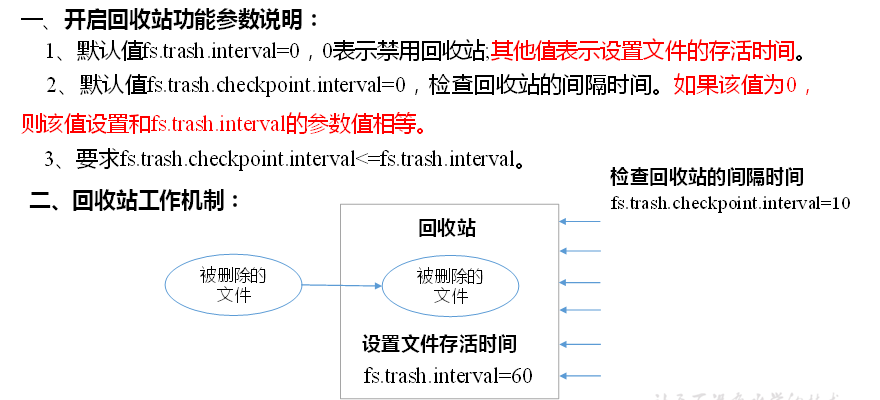 一、开启回收站功能参数说明：
1、默认值fs.trash.interval=0，0表示禁用回收站;其他值表示设置文件的存活时间。
2、默认值fs.trash.checkpoint.interval=0，检查回收站的间隔时间。如果该值为0，
则该值设置和fs.trash.interval的参数值相等。
3、要求fs.trash.checkpoint.interval<=fs.trash.interval。
检查回收站的间隔时间
fs.trash.checkpoint.interval=10
二、回收站工作机制：
回收站
被删除的
文件
被删除的
文件
设置文件存活时间
fs.trash.interval=60